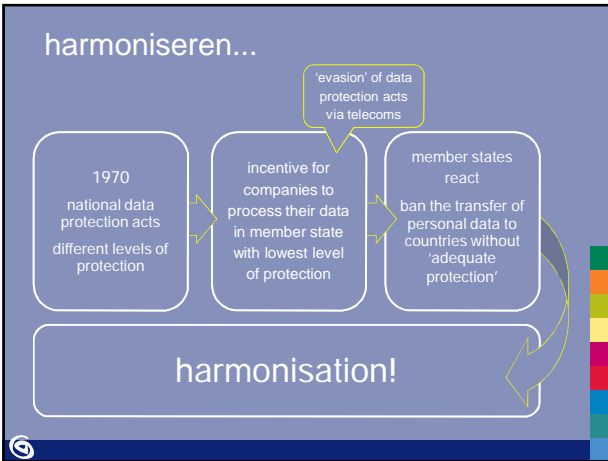 harmoniseren...
'evasion' of data
protection acts
via telecoms
1970
national data
protection acts
different levels of
protection
incentive for
companies to
process their data
in member state
with lowest level
of protection
member states
react
ban the transfer of
personal data to
countries without
'adequate
protection'
harmonisation!